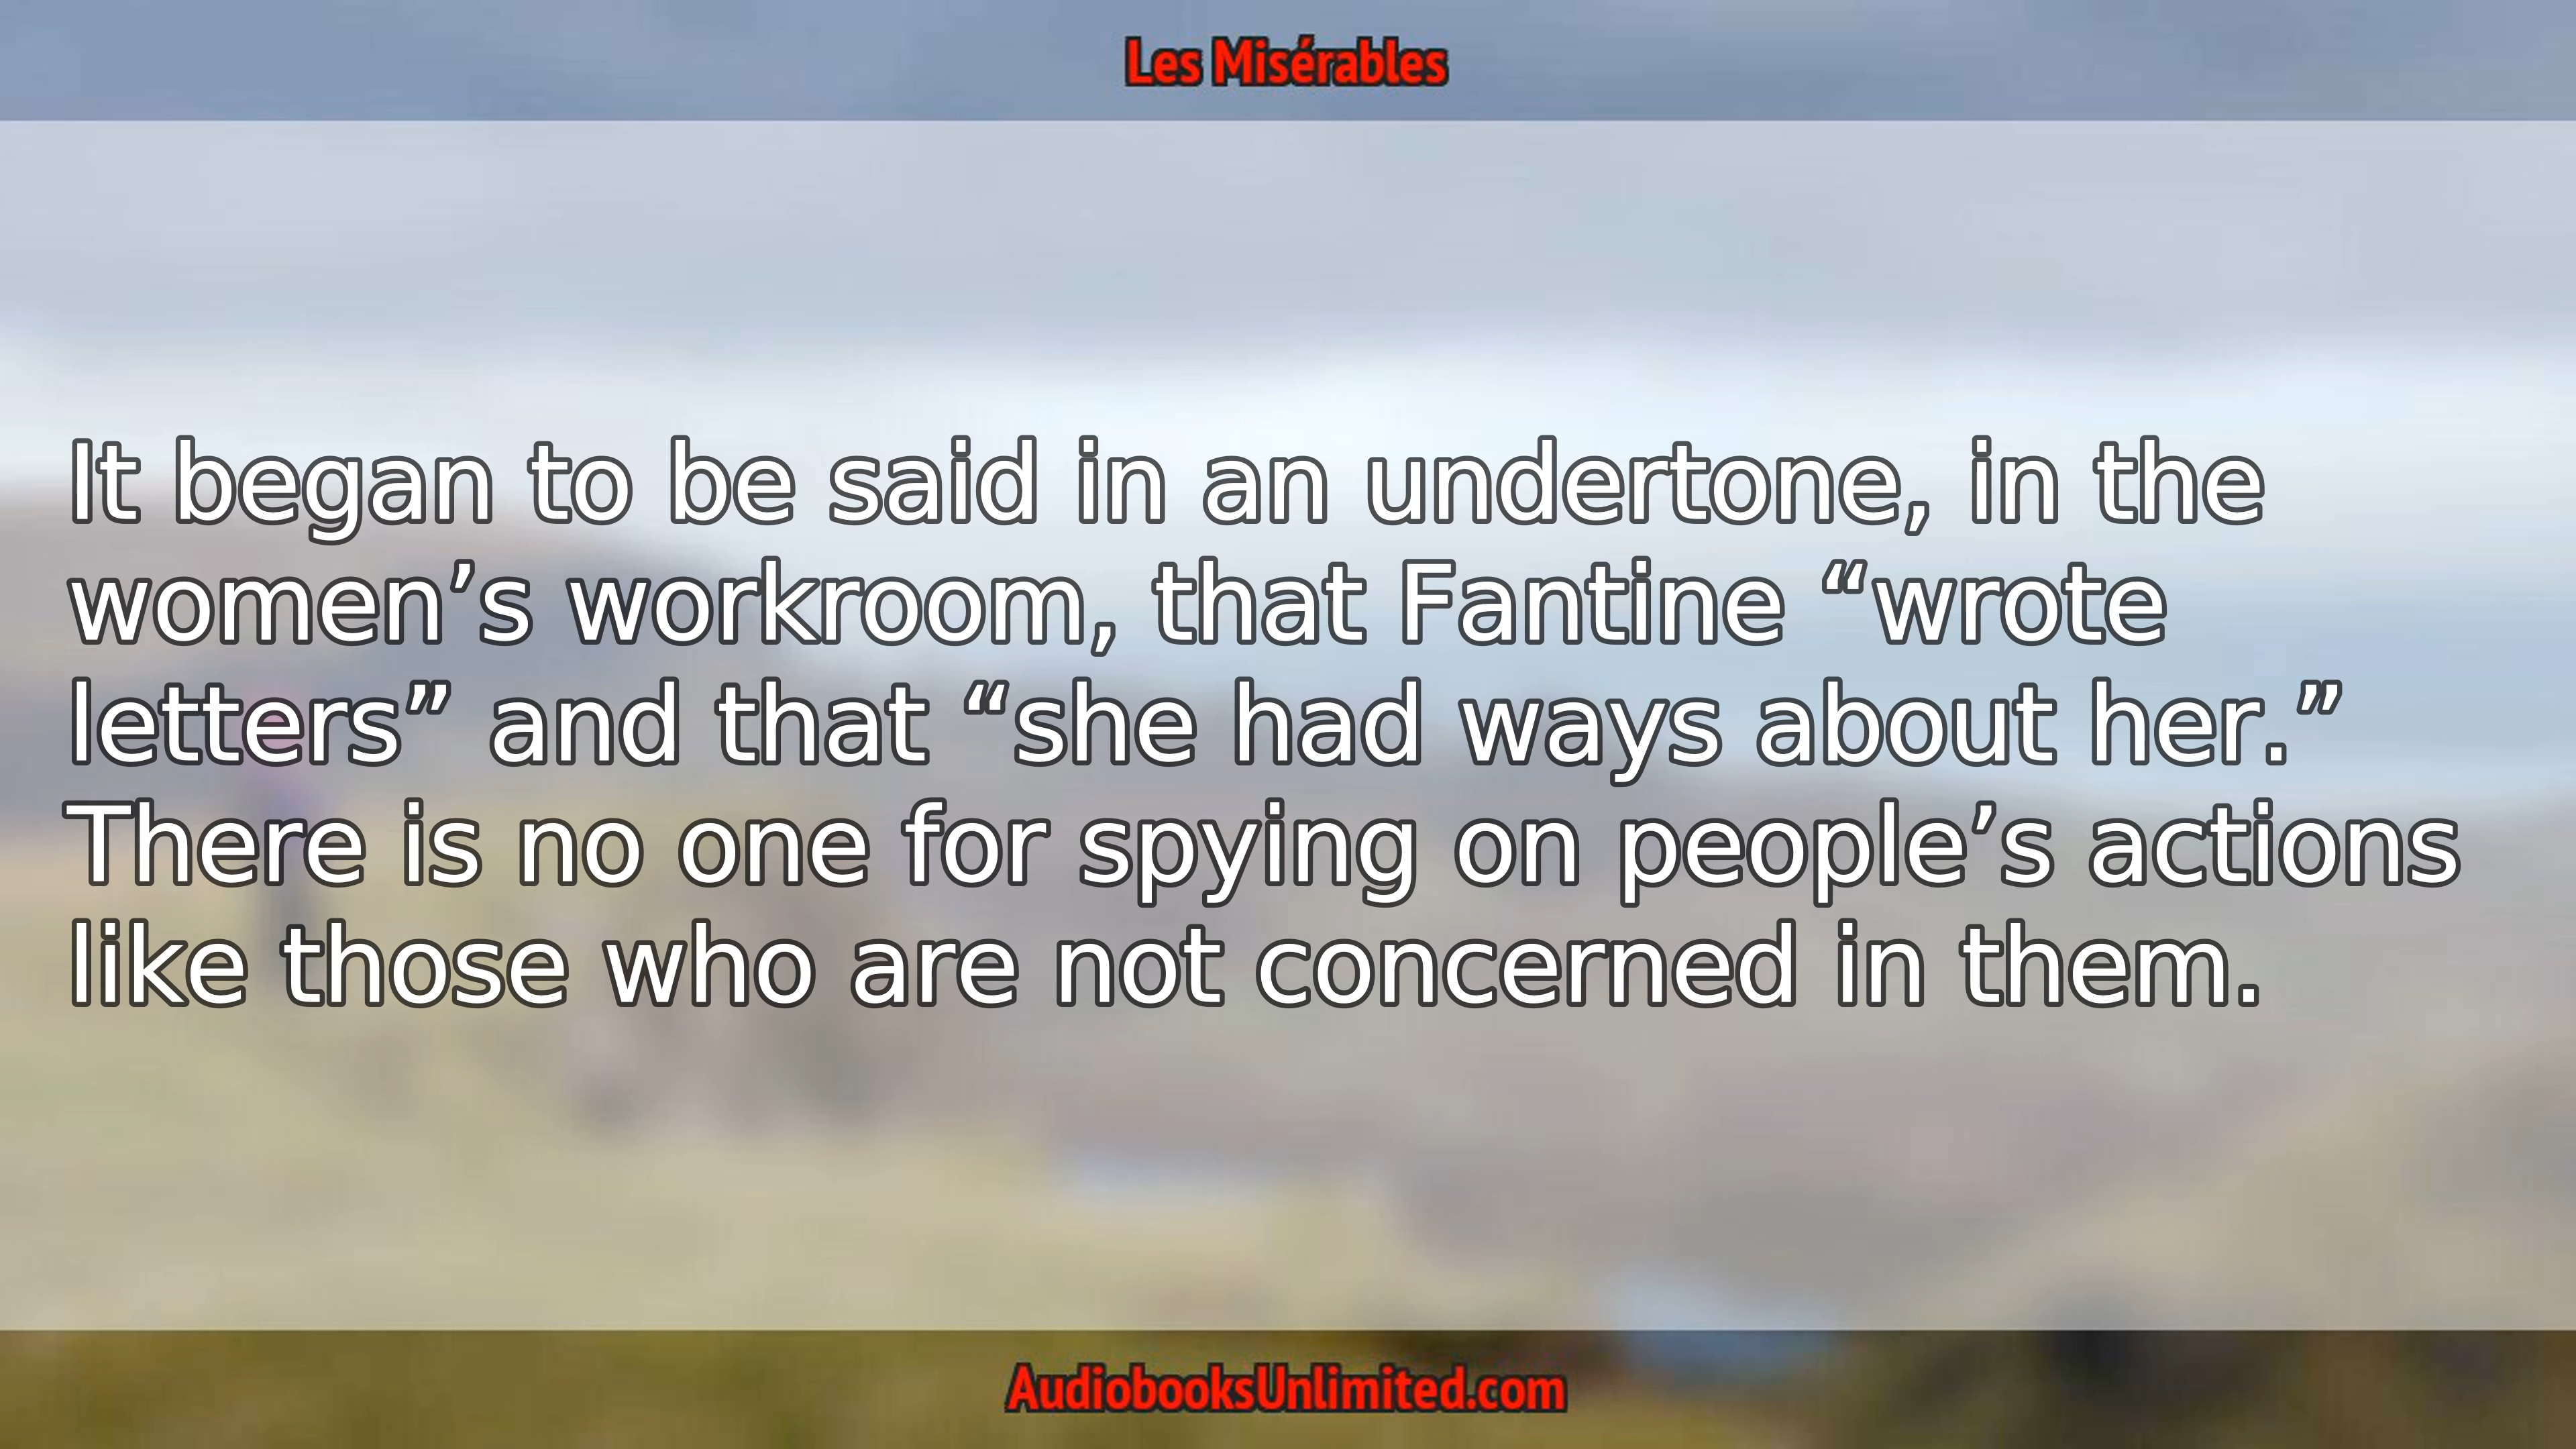 Les Misérables
It began to be said in an undertone, in the
women’s workroom, that Fantine “wrote
letters” and that “she had ways about her.”
There is no one for spying on people’s actions
like those who are not concerned in them.
AudiobooksUnlimited.com